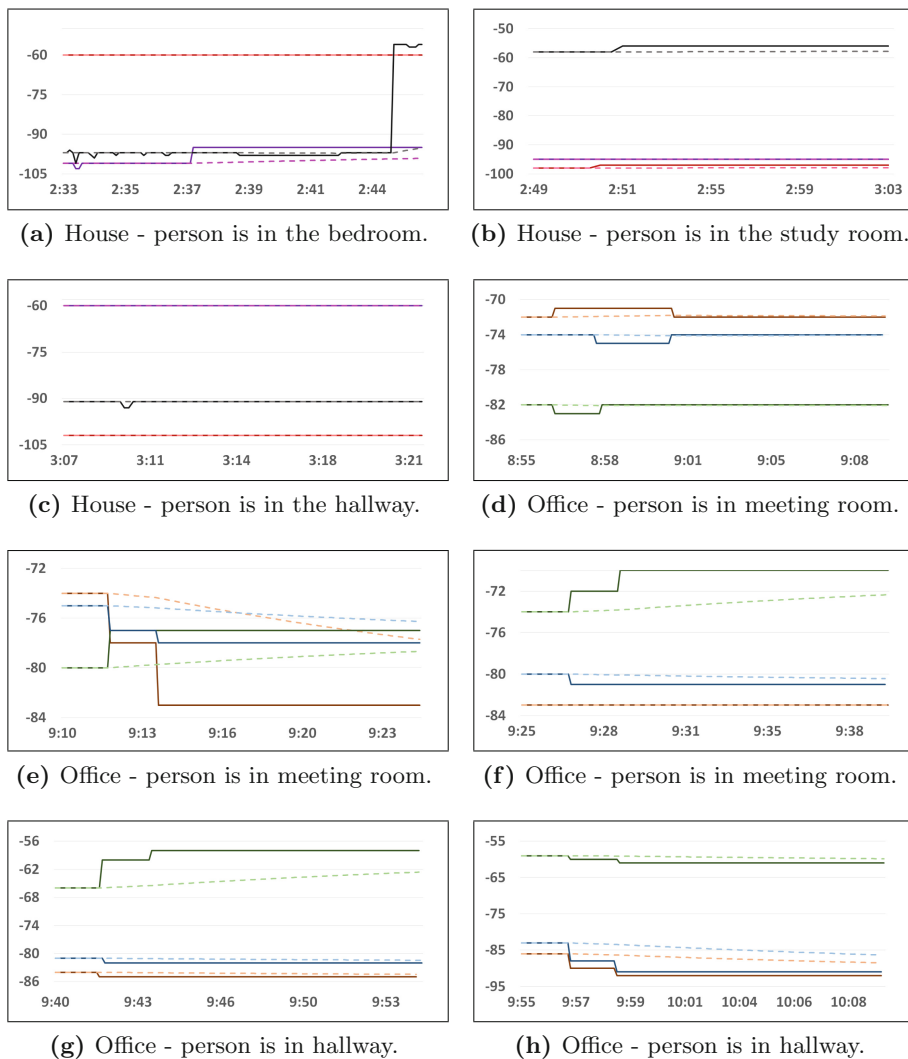 -60
-75
-90
-105
2:33 2:35 2:37 2:39 2:41 2:44
(a) House - person is in the bedroom.
-50
-60
-70
-80
-90
-100
2:49 2:51 2:55 2:59 3:03
(b) House - person is in the study room.
-60
-75
-90
-105
3:07 3:11 3:14 3:18 3:21
(c) House - person is in the hallway.
-70
-74
-78
-82
-86
8:55 8:58 9:01 9:05 9:08
(d) Office - person is in meeting room.
-72
-76
-80
-84
9:10 9:13 9:16 9:20 9:23
(e) Office - person is in meeting room.
-72
-76
-80
-84
9:25 9:28 9:31 9:35 9:38
(f) Office - person is in meeting room.
-56
-62
-68
-74
-80
-86
9:40 9:43 9:46 9:50 9:53
(g) Office - person is in hallway.
-55
-65
-75
-85
-95
9:55 9:57 9:59 10:01 10:04 10:06 10:08
(h) Office - person is in hallway.